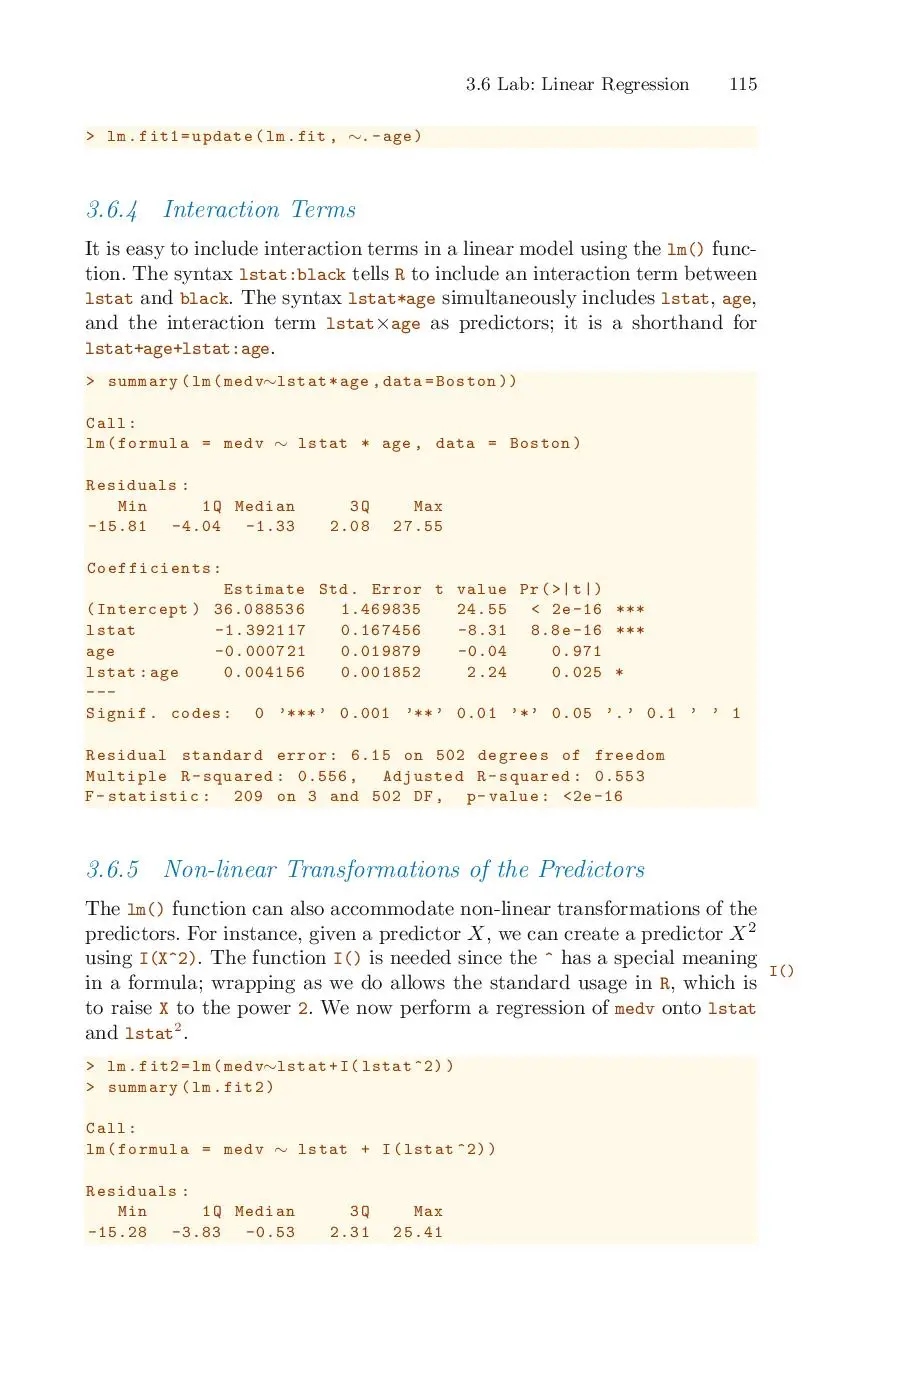 3.6 Lab: Linear Regression 115
> lm.fit1=update(lm.fit, ∼.-age)
3.6.4 Interaction Terms
It is easy to include interaction terms in a linear model using the lm() func-
tion. The syntax lstat:black tells R to include an interaction term between
lstat and black. The syntax lstat*age simultaneously includes lstat, age,
and the interaction term lstat×age as predictors; it is a shorthand for
lstat+age+lstat:age.
> summary(lm(medv∼lstat*age,data=Boston))
Call:
lm(formula = medv ∼ lstat * age, data = Boston)
Residuals:
Min 1Q Median 3Q Max
-15.81 -4.04 -1.33 2.08 27.55
Coefficients:
Estimate Std. Error t value Pr(>|t|)
(Intercept) 36.088536 1.469835 24.55 < 2e-16 ***
lstat -1.392117 0.167456 -8.31 8.8e-16 ***
age -0.000721 0.019879 -0.04 0.971
lstat:age 0.004156 0.001852 2.24 0.025 *
---
Signif. codes: 0 ’***’ 0.001 ’**’ 0.01 ’*’ 0.05 ’.’ 0.1 ’ ’ 1
Residual standard error: 6.15 on 502 degrees of freedom
Multiple R-squared: 0.556, Adjusted R-squared: 0.553
F-statistic: 209 on 3 and 502 DF, p-value: <2e-16
3.6.5 Non-linear Transformations of the Predictors
The lm() function can also accommodate non-linear transformations of the
predictors. For instance, given a predictor X, we can create a predictor X²
using I(X^2). The function I() is needed since the ^ has a special meaning
I()
in a formula; wrapping as we do allows the standard usage in R, which is
to raise X to the power 2. We now perform a regression of medv onto lstat
and lstat².
> lm.fit2=lm(medv∼lstat+I(lstat^2))
> summary(lm.fit2)
Call:
lm(formula = medv ∼ lstat + I(lstat^2))
Residuals:
Min 1Q Median 3Q Max
-15.28 -3.83 -0.53 2.31 25.41